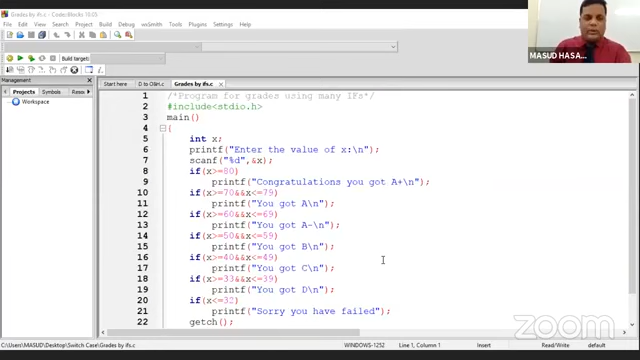 Grades by ifs.c - Code::Blocks 16.05
File Edit View Search Project Build Debug wxSmith Tools Plugins Settings Help
Build target:
Management
Projects Symbols
Workspace
Start here D to O(int.c Grades by ifs.c
1 /*Program for grades using many IFs*/
2 #include<stdio.h>
3 main()
4 {
5 int x;
6 printf("Enter the value of x:\n");
7 scanf("%d",&x);
8 if(x>=80)
9 printf("Congratulations you got A+\n");
10 if(x>=70&&x<=79)
11 printf("You got A\n");
12 if(x>=60&&x<=69)
13 printf("You got A-\n");
14 if(x>=50&&x<=59)
15 printf("You got B\n");
16 if(x>=40&&x<=49)
17 printf("You got C\n");
18 if(x>=33&&x<=39)
19 printf("You got D\n");
20 if(x<=32)
21 printf("Sorry you have failed");
22 getch();
C:\Users\MASUD\Desktop\Switch Case\Grades by ifs.c WINDOWS-1252 Line 1, Column 1 Insert Read/Write default
MASUD HASA...
zoom